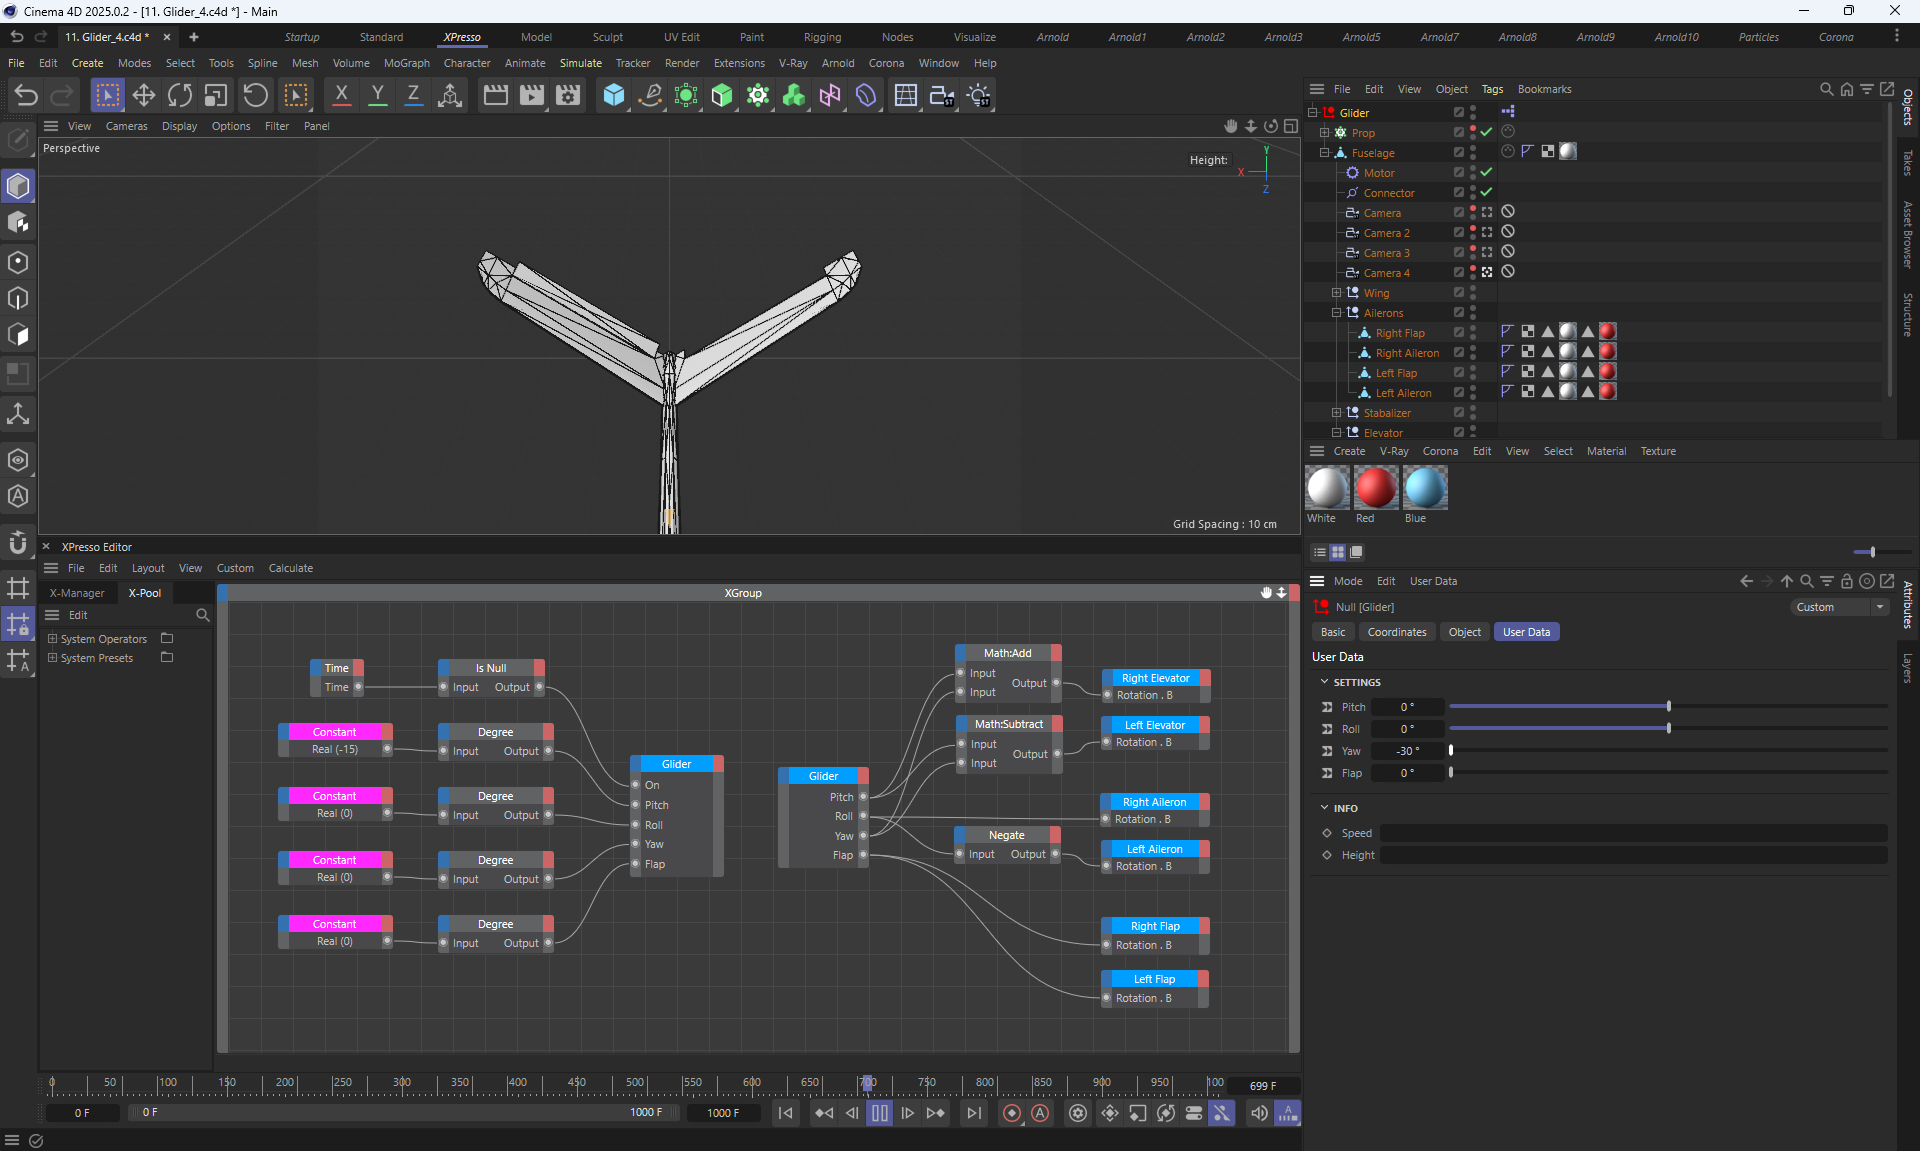 Cinema 4D 2025.0.2 - [11. Glider_4.c4d *] - Main
11. Glider_4.c4d * × + Startup Standard XPresso Model Sculpt UV Edit Paint Rigging Nodes Visualize Arnold Arnold1 Arnold2 Arnold3 Arnold5 Arnold7 Arnold8 Arnold9 Arnold10 Particles Corona
File Edit Create Modes Select Tools Spline Mesh Volume MoGraph Character Animate Simulate Tracker Render Extensions V-Ray Arnold Corona Window Help
X Y Z
View Cameras Display Options Filter Panel
Perspective
Height:
X
Y
Z
Grid Spacing : 10 cm
File Edit View Object Tags Bookmarks
Glider
Prop
Fuselage
Motor
Connector
Camera
Camera 2
Camera 3
Camera 4
Wing
Ailerons
Right Flap
Right Aileron
Left Flap
Left Aileron
Stabalizer
Elevator
Objects
Takes
Asset Browser
Structure
Create V-Ray Corona Edit View Select Material Texture
White Red Blue
XPresso Editor
File Edit Layout View Custom Calculate
X-Manager X-Pool
Edit
System Operators
System Presets
XGroup
Time
Time
Is Null
Input Output
Constant
Real (-15)
Degree
Input Output
Constant
Real (0)
Degree
Input Output
Constant
Real (0)
Degree
Input Output
Constant
Real (0)
Degree
Input Output
Glider
On
Pitch
Roll
Yaw
Flap
Glider
Pitch
Roll
Yaw
Flap
Math:Add
Input
Input
Output
Math:Subtract
Input
Input
Output
Negate
Input Output
Right Elevator
Rotation . B
Left Elevator
Rotation . B
Right Aileron
Rotation . B
Left Aileron
Rotation . B
Right Flap
Rotation . B
Left Flap
Rotation . B
Mode Edit User Data
Null [Glider]
Custom
Basic Coordinates Object User Data
User Data
SETTINGS
Pitch 0 °
Roll 0 °
Yaw -30 °
Flap 0 °
INFO
Speed
Height
Attributes
Layers
0 50 100 150 200 250 300 350 400 450 500 550 600 650 700 750 800 850 900 950 100 699 F
0 F 0 F 1000 F 1000 F